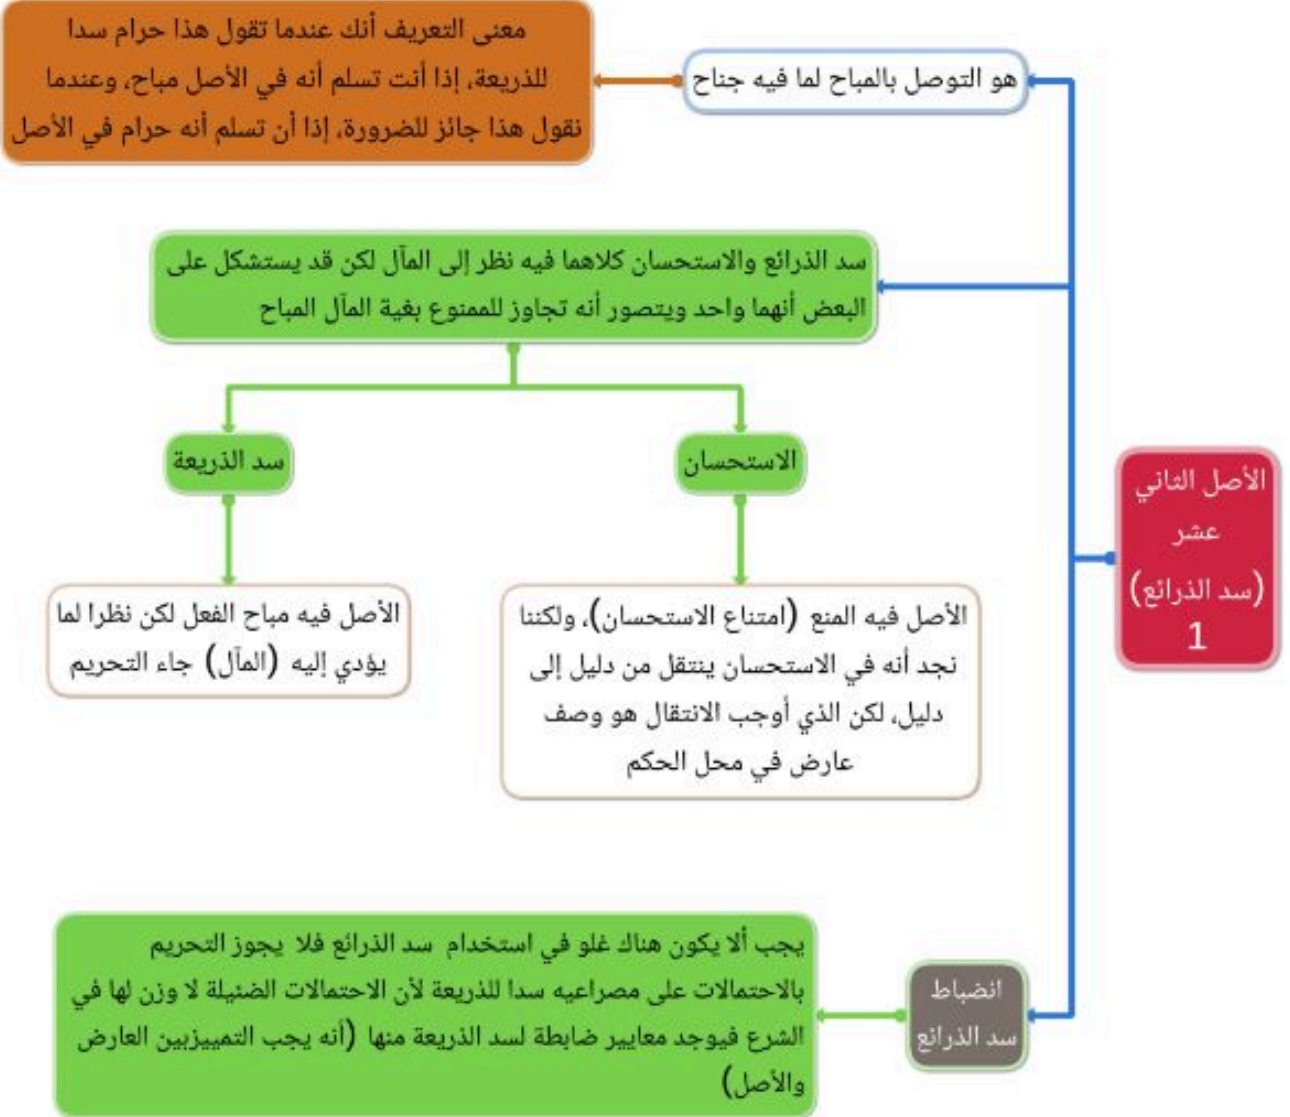 الأصل الثاني
عشر
(سد الذرائع)
1
هو التوصل بالمباح لما فيه جناح
معنى التعريف أنك عندما تقول هذا حرام سدا
للذريعة، إذا أنت تسلم أنه في الأصل مباح، وعندما
نقول هذا جائز للضرورة، إذا أن تسلم أنه حرام في الأصل
سد الذرائع والاستحسان كلاهما فيه نظر إلى المآل لكن قد يستشكل على
البعض أنهما واحد ويتصور أنه تجاوز للممنوع بغية المآل المباح
الاستحسان
الأصل فيه المنع (امتناع الاستحسان)، ولكننا
نجد أنه في الاستحسان ينتقل من دليل إلى
دليل، لكن الذي أوجب الانتقال هو وصف
عارض في محل الحكم
سد الذريعة
الأصل فيه مباح الفعل لكن نظرا لما
يؤدي إليه (المآل) جاء التحريم
انضباط
سد الذرائع
يجب ألا يكون هناك غلو في استخدام سد الذرائع فلا يجوز التحريم
بالاحتمالات على مصراعيه سدا للذريعة لأن الاحتمالات الضئيلة لا وزن لها في
الشرع فيوجد معايير ضابطة لسد الذريعة منها (أنه يجب التمييزبين العارض
والأصل)